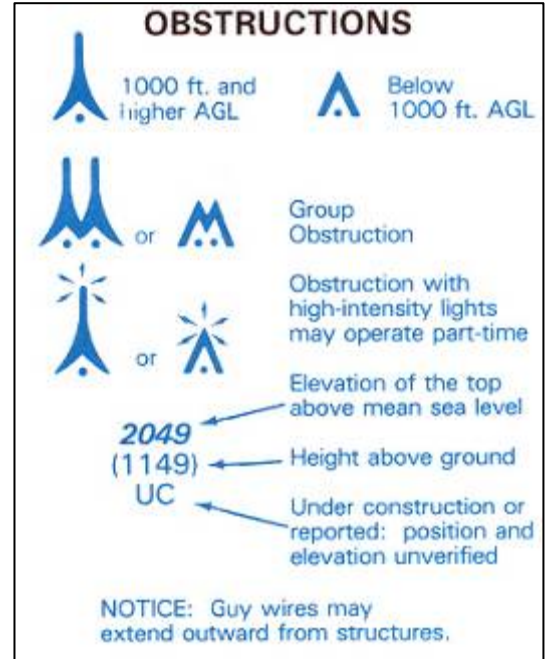 OBSTRUCTIONS
1000 ft. and
higher AGL
Below
1000 ft. AGL
or
Group
Obstruction
or
Obstruction with
high-intensity lights
may operate part-time
Elevation of the top
above mean sea level
2049
(1149)
Height above ground
UC
Under construction or
reported: position and
elevation unverified
NOTICE: Guy wires may
extend outward from structures.